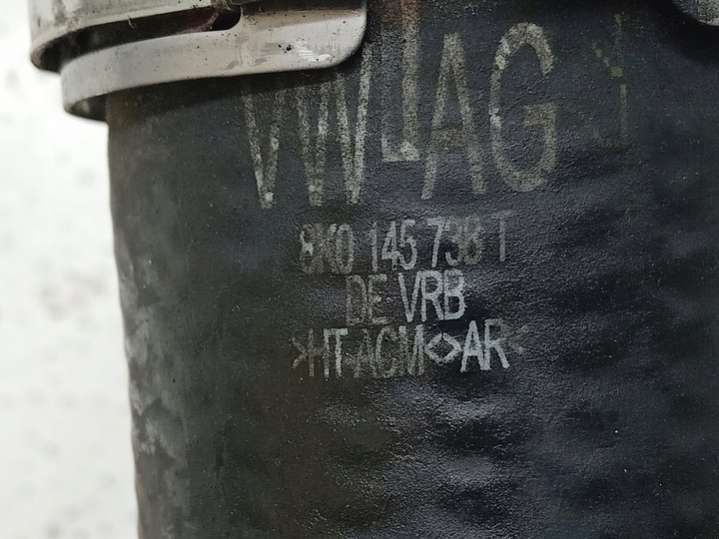 VW AG
8K0 145 738 T
DE VRB
>HT-ACM<>AR<